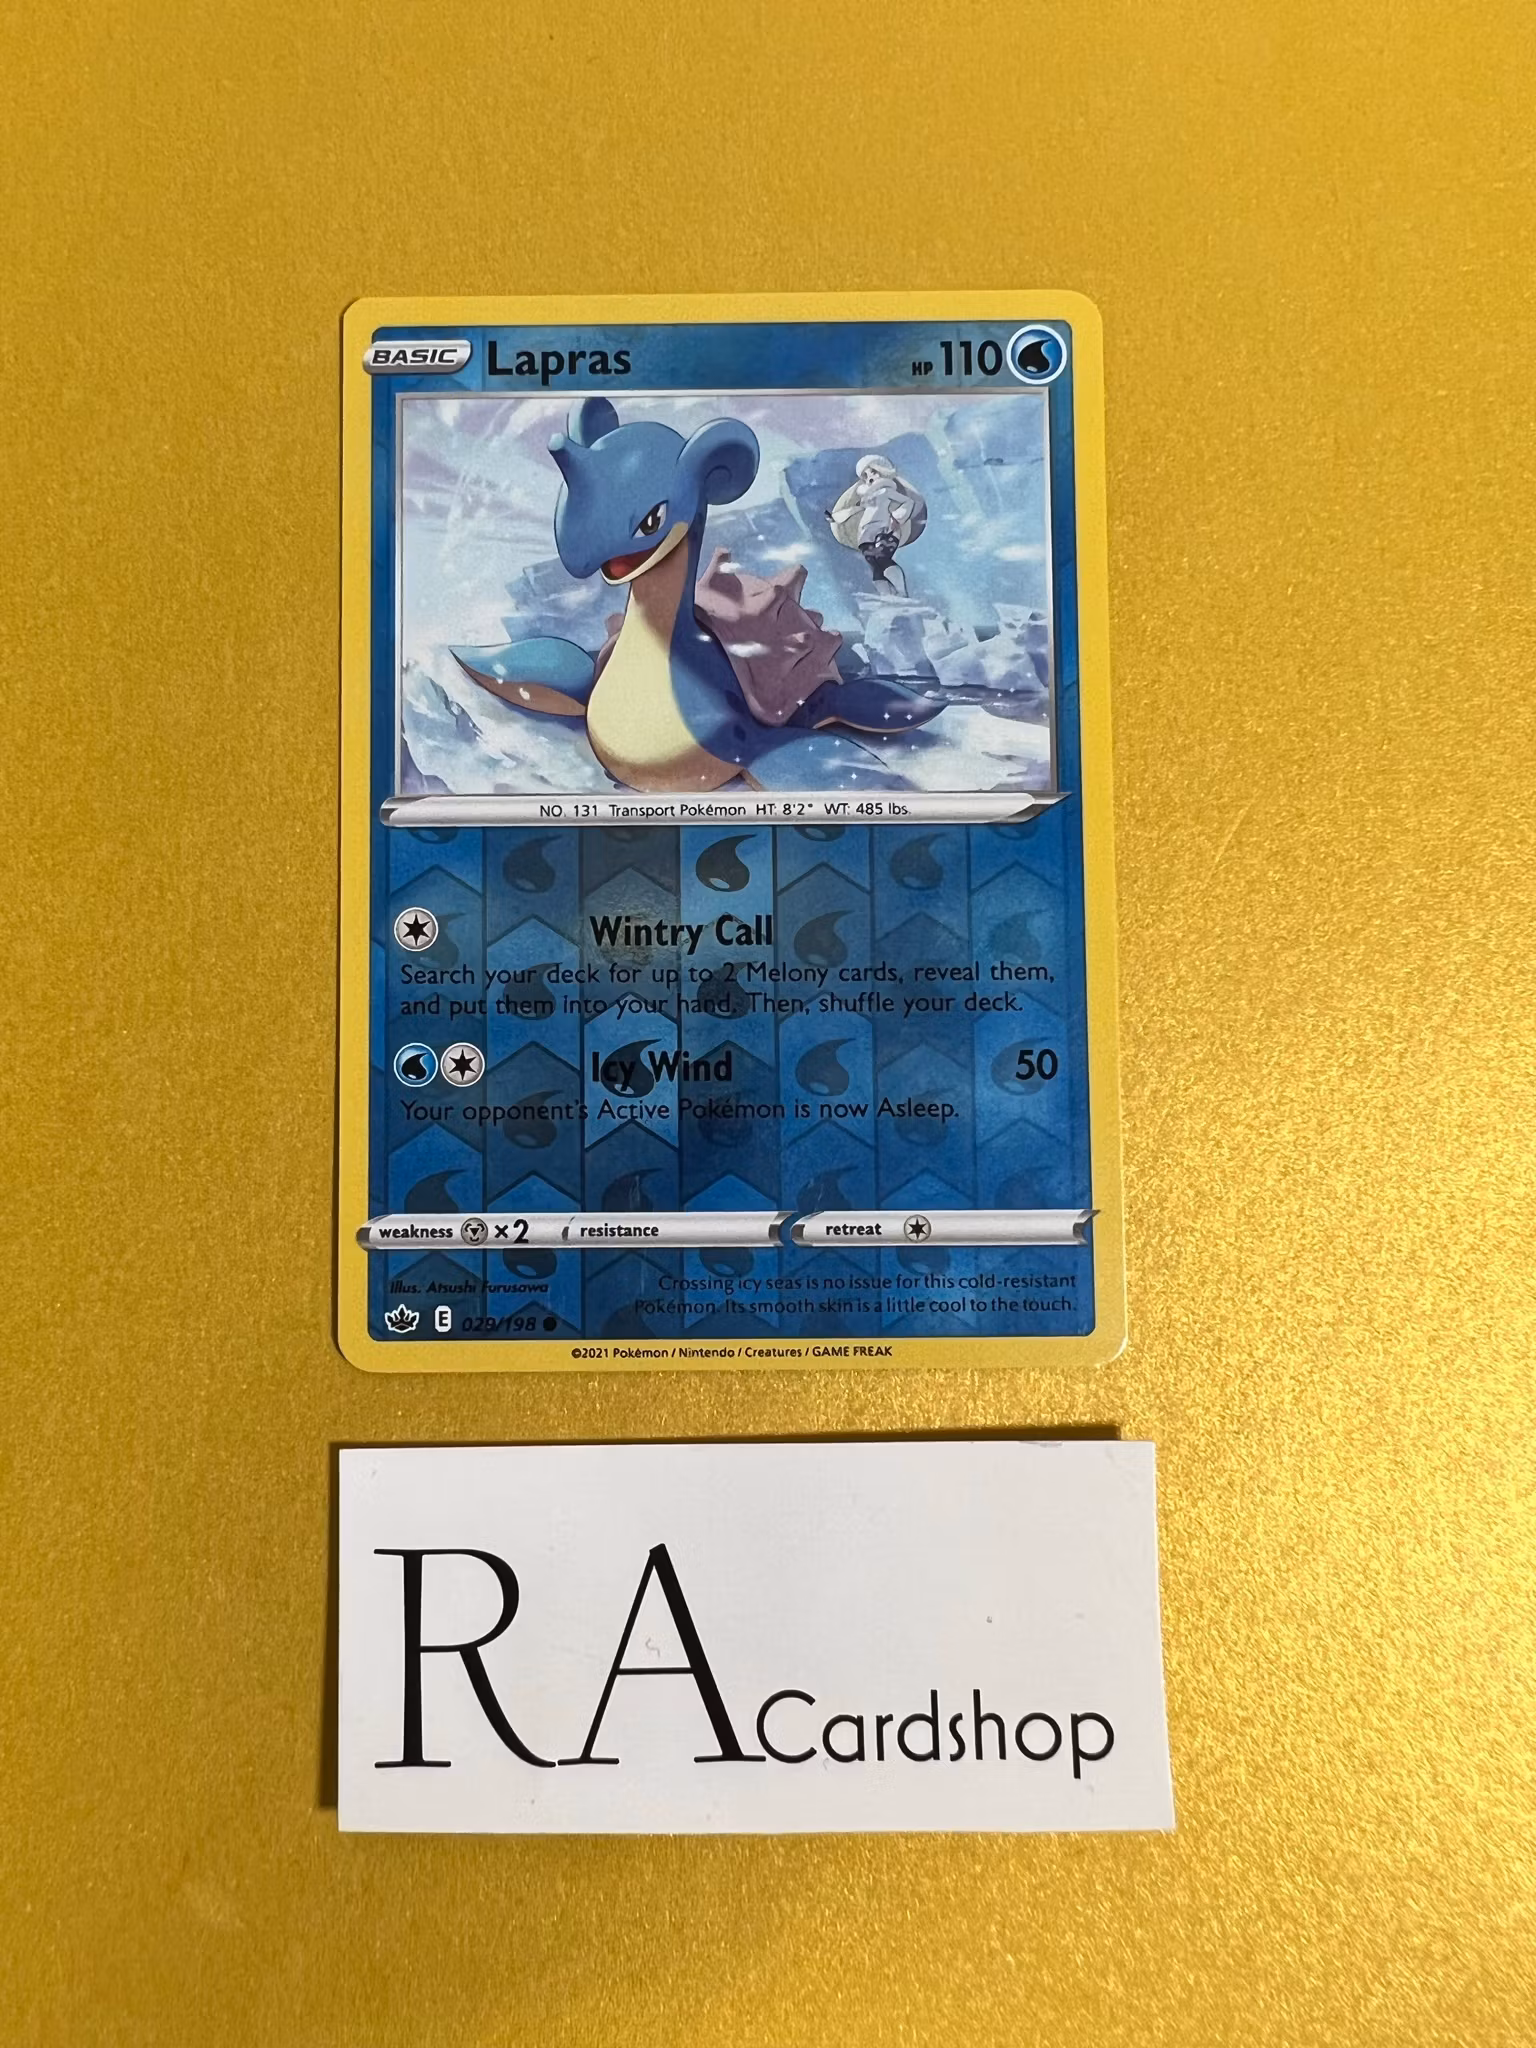 BASIC Lapras HP 110
NO. 131 Transport Pokémon HT: 8'2" WT: 485 lbs.
Wintry Call
Search your deck for up to 2 Melony cards, reveal them,
and put them into your hand. Then, shuffle your deck.
Icy Wind 50
Your opponent's Active Pokémon is now Asleep.
weakness ×2 resistance retreat
Illus. Atsushi Furusawa
Crossing icy seas is no issue for this cold-resistant
Pokémon. Its smooth skin is a little cool to the touch.
E 029/198
©2021 Pokémon / Nintendo / Creatures / GAME FREAK
RA Cardshop